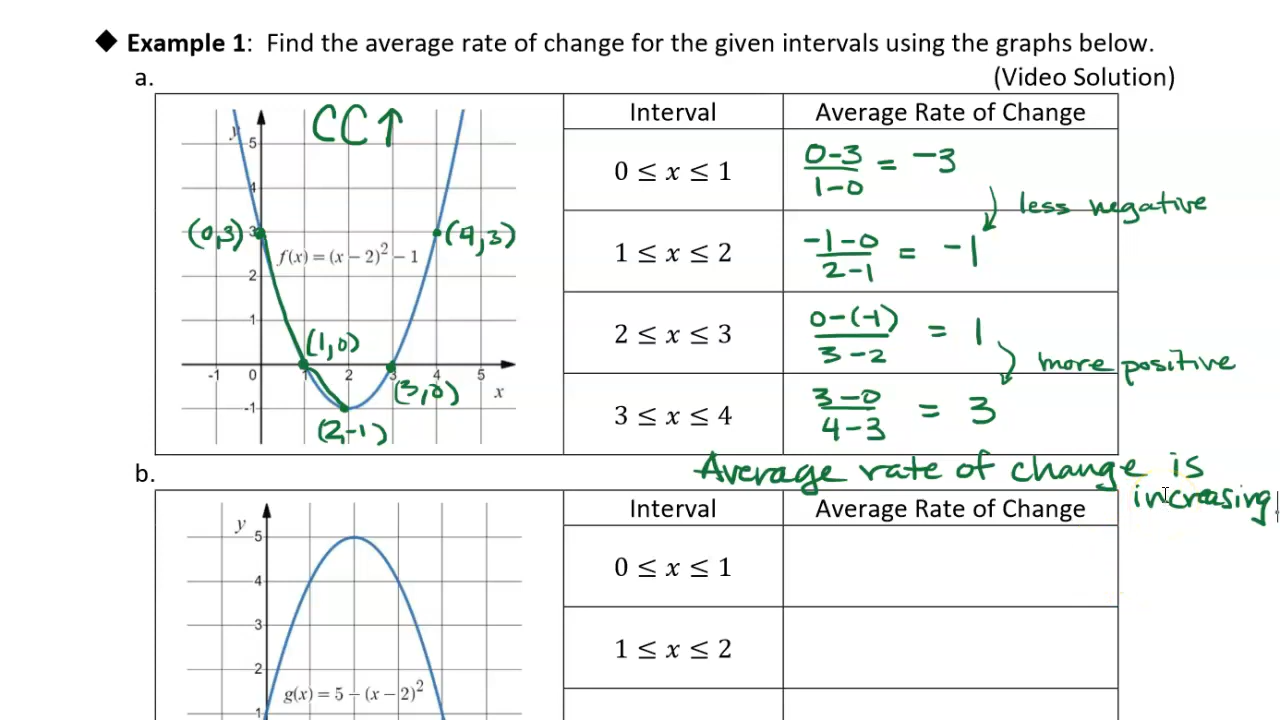 ◆ Example 1: Find the average rate of change for the given intervals using the graphs below.
a.
(Video Solution)
CC↑
y
5
4
3
2
1
-1
-1 0 1 2 3 4 5
x
(0,3)
(4,3)
f(x) = (x − 2)² − 1
(1,0)
(3,0)
(2,-1)
Interval Average Rate of Change
0 ≤ x ≤ 1 0-3/1-0 = -3
less negative
1 ≤ x ≤ 2 -1-0/2-1 = -1
2 ≤ x ≤ 3 0-(-1)/3-2 = 1
more positive
3 ≤ x ≤ 4 3-0/4-3 = 3
Average rate of change is
increasing.
b.
y
5
4
3
2
1
g(x) = 5 − (x − 2)²
Interval Average Rate of Change
0 ≤ x ≤ 1
1 ≤ x ≤ 2